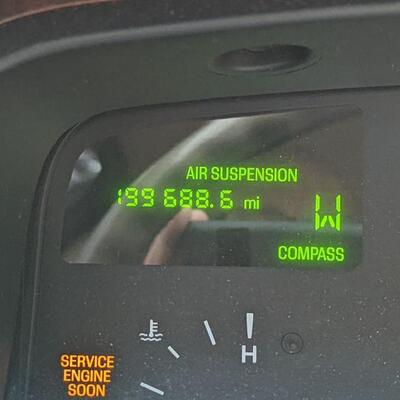 AIR SUSPENSION
199 688.6 mi
W
COMPASS
H
SERVICE
ENGINE
SOON